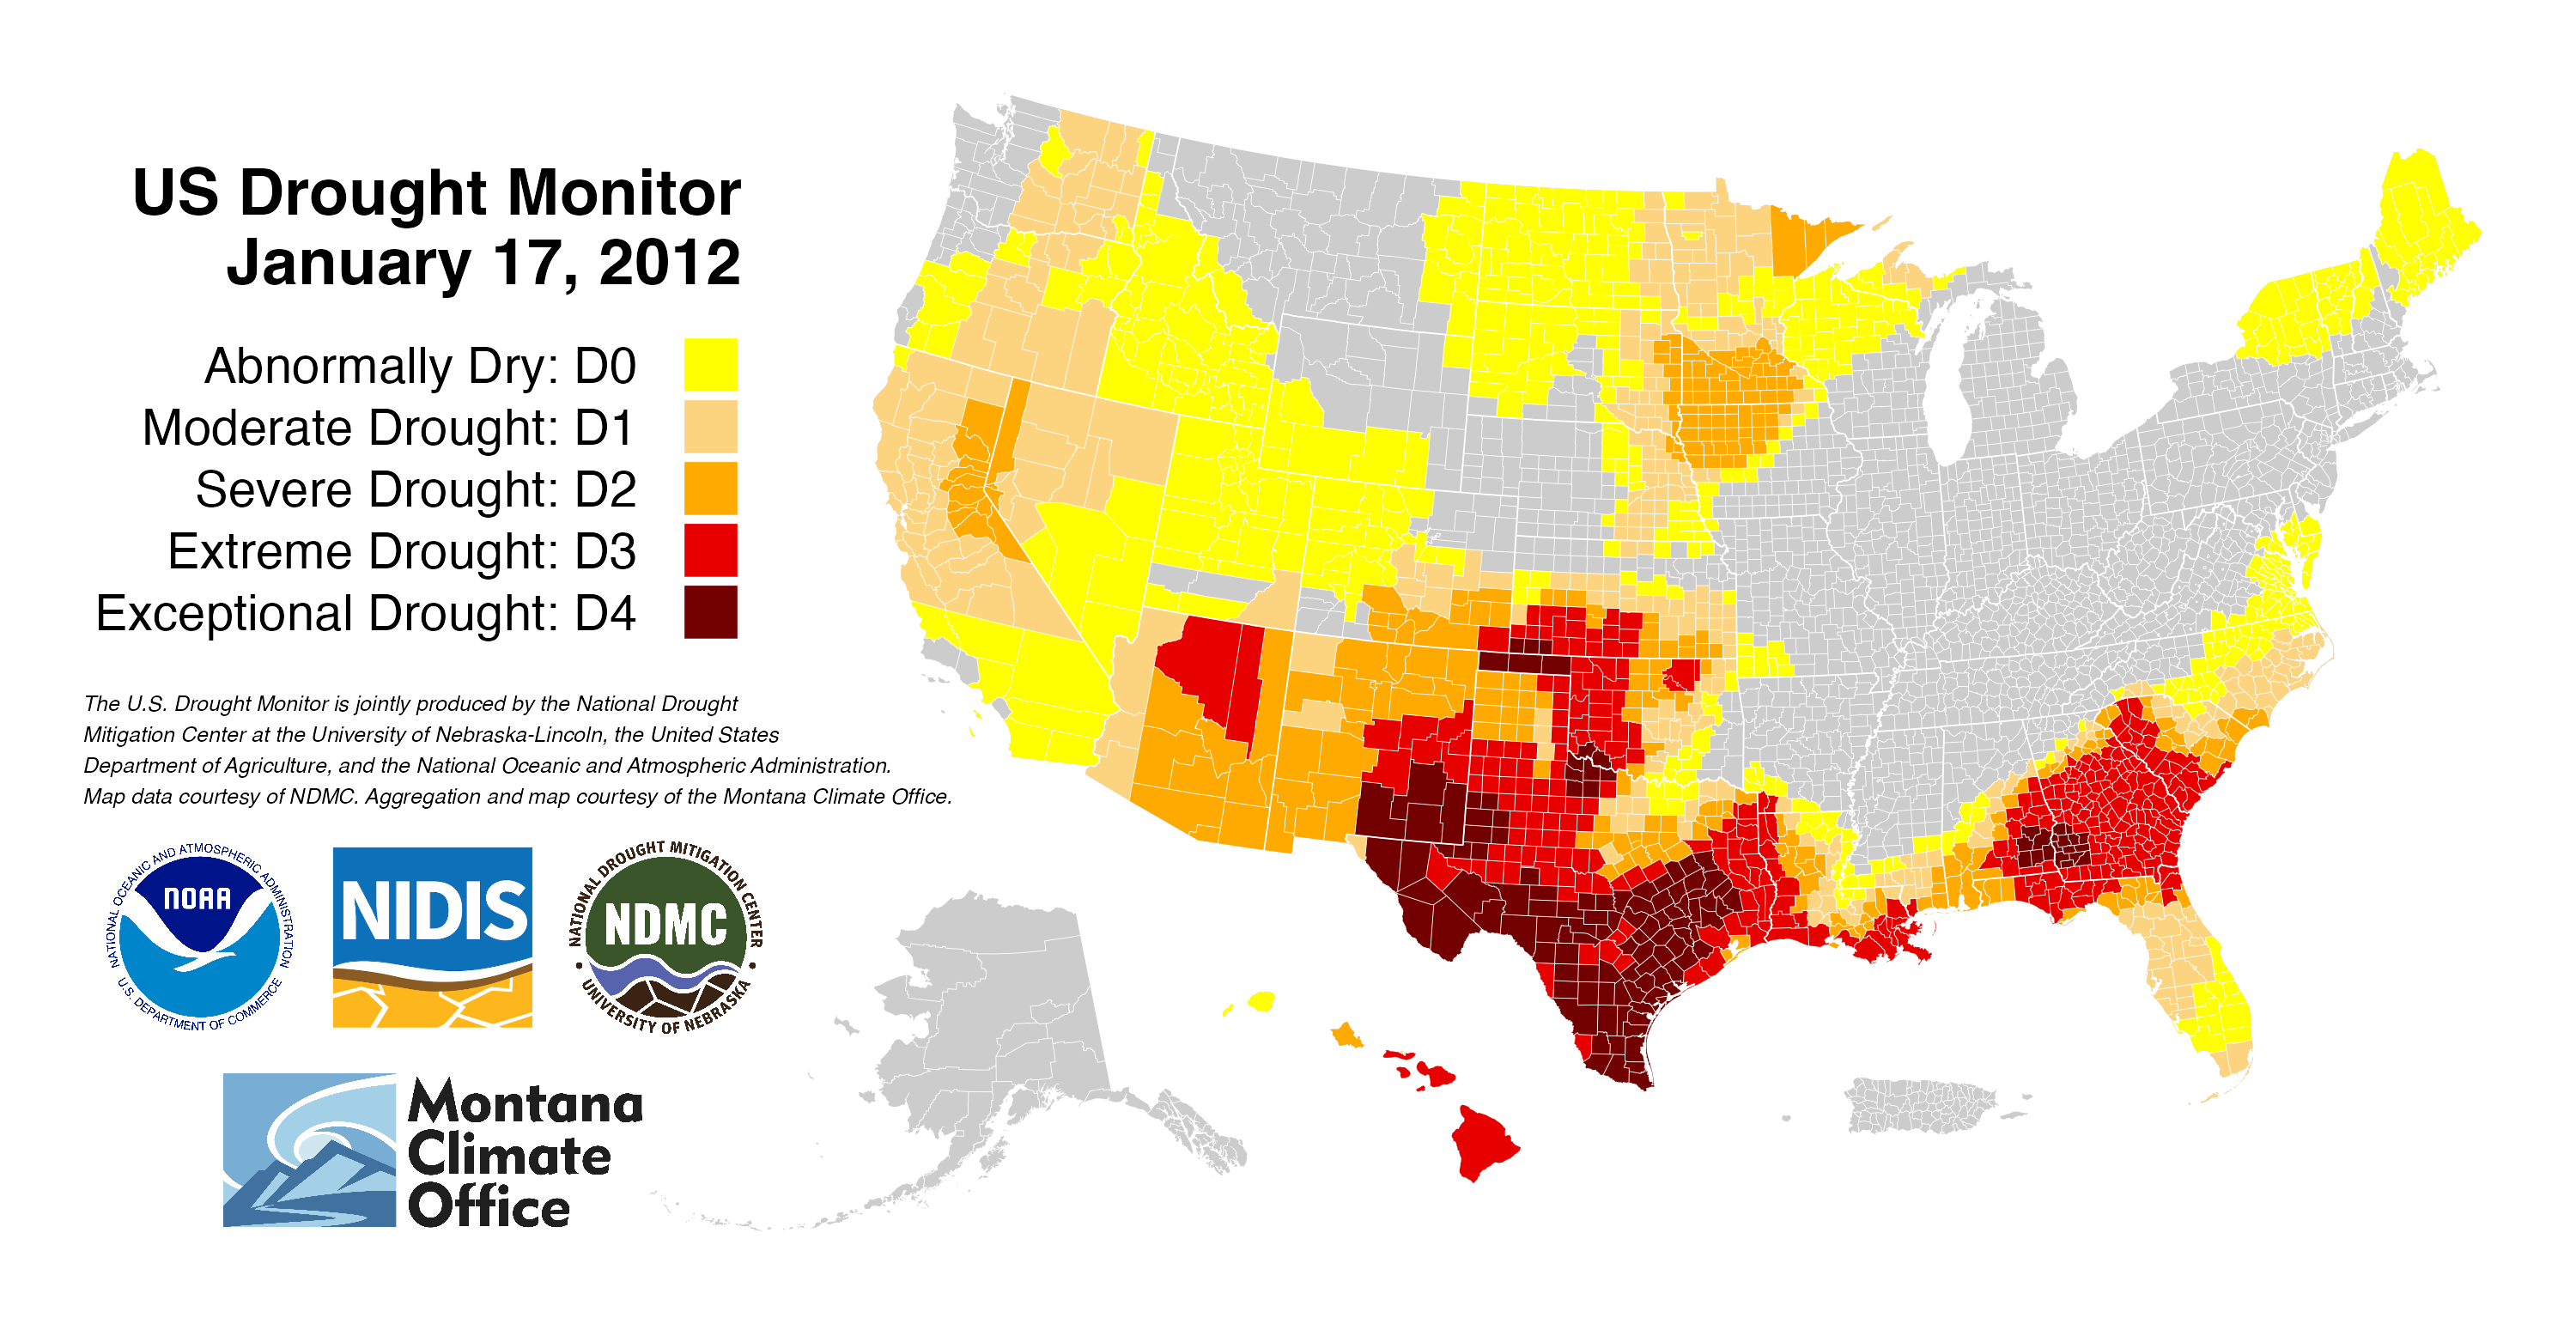 US Drought Monitor
January 17, 2012
Abnormally Dry: D0
Moderate Drought: D1
Severe Drought: D2
Extreme Drought: D3
Exceptional Drought: D4
The U.S. Drought Monitor is jointly produced by the National Drought
Mitigation Center at the University of Nebraska-Lincoln, the United States
Department of Agriculture, and the National Oceanic and Atmospheric Administration.
Map data courtesy of NDMC. Aggregation and map courtesy of the Montana Climate Office.
NATIONAL OCEANIC AND ATMOSPHERIC ADMINISTRATION
NOAA
U.S. DEPARTMENT OF COMMERCE
NIDIS
NATIONAL DROUGHT MITIGATION CENTER
NDMC
UNIVERSITY OF NEBRASKA
Montana
Climate
Office